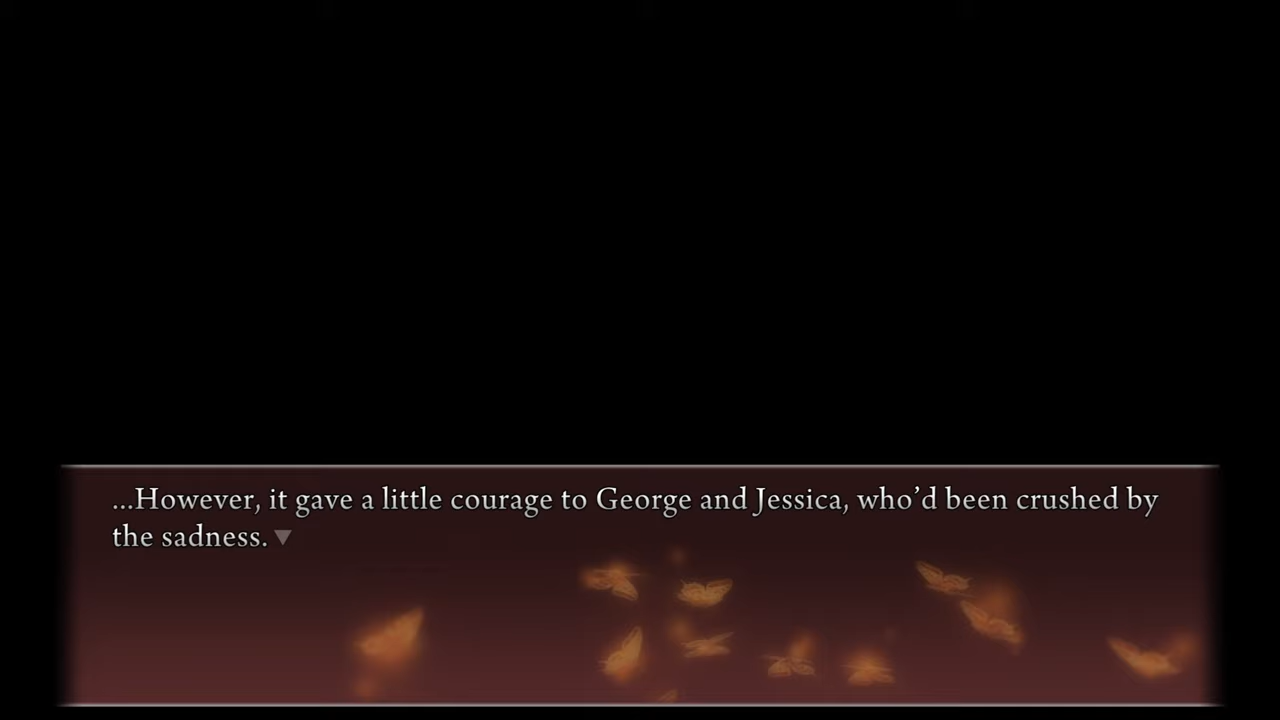 ...However, it gave a little courage to George and Jessica, who’d been crushed by
the sadness.